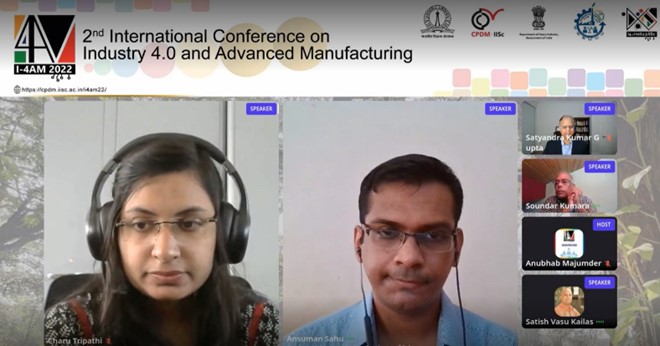 2nd International Conference on
Industry 4.0 and Advanced Manufacturing
I-4AM 2022
https://cpdm.iisc.ac.in/i4am22/
CPDM·IISc
SPEAKER
SPEAKER
SPEAKER
Satyandra Kumar G
upta
SPEAKER
Soundar Kumara
HOST
Anubhab Majumder
SPEAKER
Satish Vasu Kailas
Charu Tripathi
Ansuman Sahu